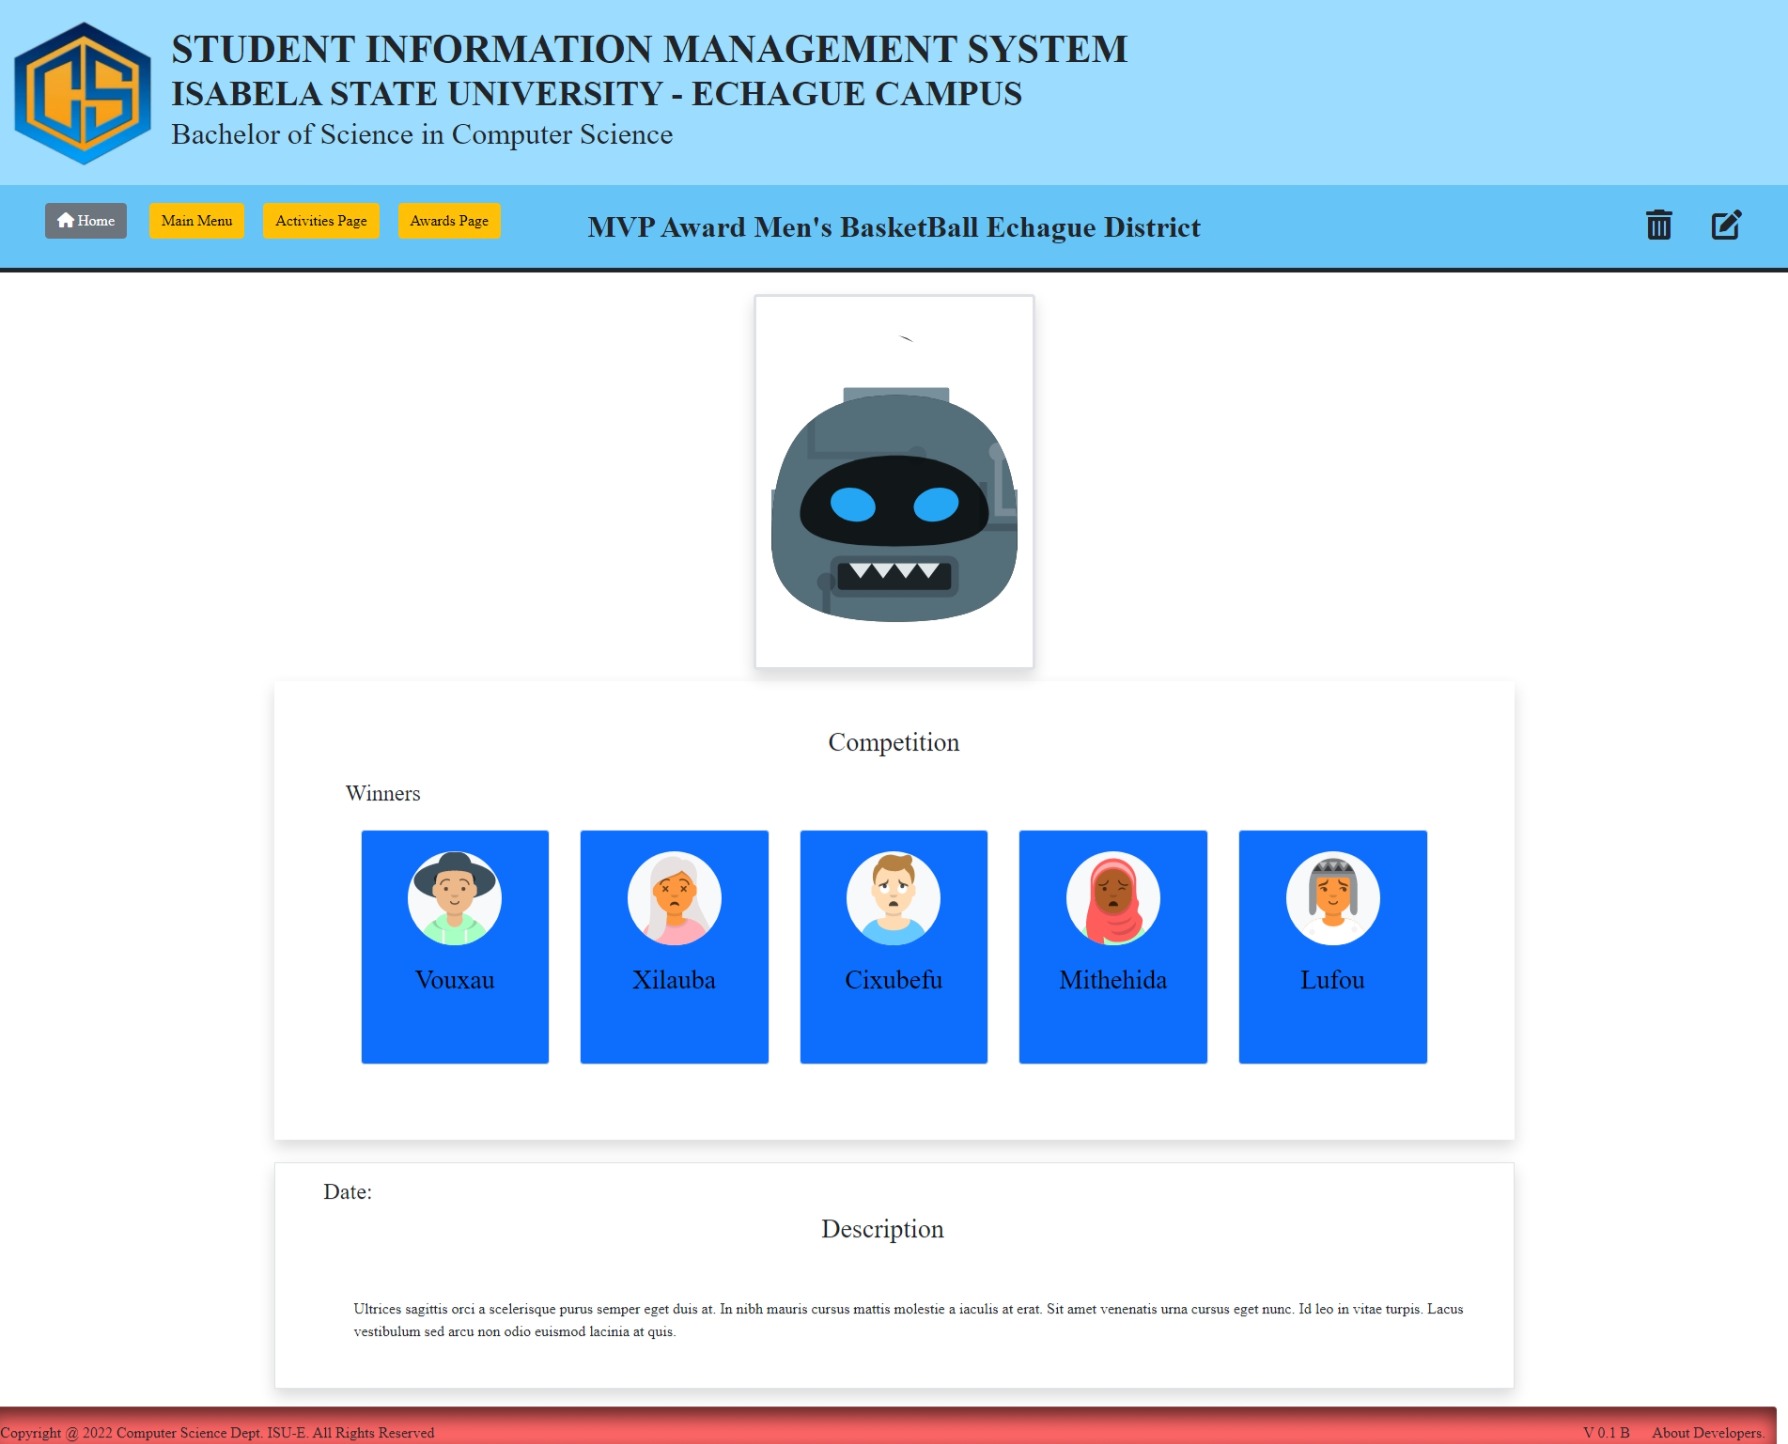 CS
STUDENT INFORMATION MANAGEMENT SYSTEM
ISABELA STATE UNIVERSITY - ECHAGUE CAMPUS
Bachelor of Science in Computer Science
Home
Main Menu
Activities Page
Awards Page
MVP Award Men's BasketBall Echague District
Competition
Winners
Vouxau
Xilauba
Cixubefu
Mithehida
Lufou
Date:
Description
Ultrices sagittis orci a scelerisque purus semper eget duis at. In nibh mauris cursus mattis molestie a iaculis at erat. Sit amet venenatis urna cursus eget nunc. Id leo in vitae turpis. Lacus
vestibulum sed arcu non odio euismod lacinia at quis.
Copyright @ 2022 Computer Science Dept. ISU-E. All Rights Reserved
V 0.1 B
About Developers.